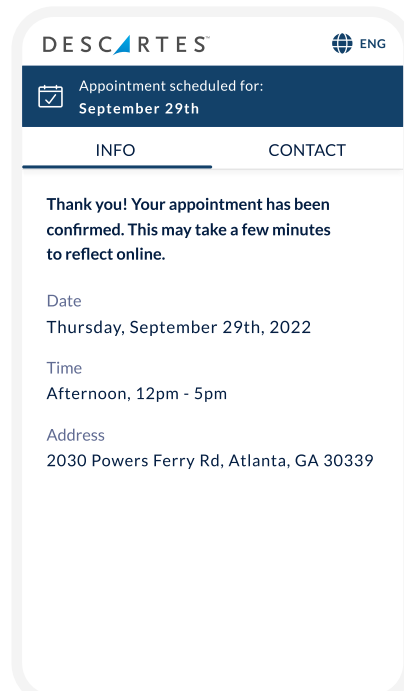 DESCARTES™
ENG
Appointment scheduled for:
September 29th
INFO
CONTACT
Thank you! Your appointment has been
confirmed. This may take a few minutes
to reflect online.
Date
Thursday, September 29th, 2022
Time
Afternoon, 12pm - 5pm
Address
2030 Powers Ferry Rd, Atlanta, GA 30339